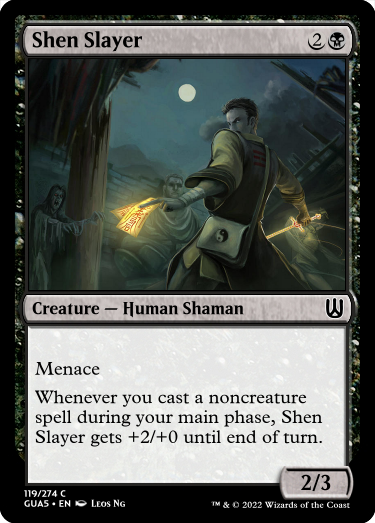 Shen Slayer 2
Creature — Human Shaman
Menace
Whenever you cast a noncreature
spell during your main phase, Shen
Slayer gets +2/+0 until end of turn.
2/3
119/274 C
GUA5 • EN Leos Ng
™ & © 2022 Wizards of the Coast